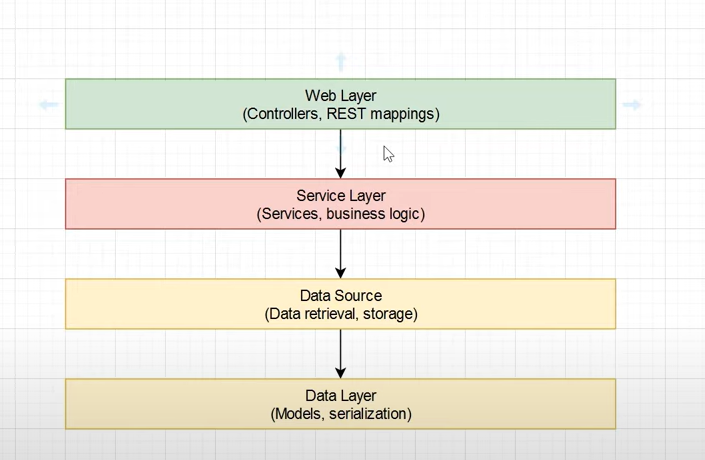 Web Layer
(Controllers, REST mappings)
Service Layer
(Services, business logic)
Data Source
(Data retrieval, storage)
Data Layer
(Models, serialization)